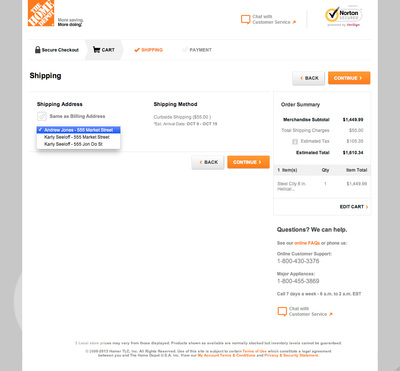 THE HOME DEPOT
More saving.
More doing.
Chat with
Customer Service
Norton
SECURED
powered by VeriSign
Secure Checkout
CART
SHIPPING
PAYMENT
Shipping
BACK
CONTINUE
Shipping Address
Same as Billing Address
Andrew Jones - 555 Market Street
Karly Seeloff - 555 Market Street
Karly Seeloff - 555 Jon Do St
Shipping Method
Curbside Shipping ($55.00 )
*Est. Arrival Date: OCT 9 - OCT 15
BACK
CONTINUE
Order Summary
Merchandise Subtotal $1,449.99
Total Shipping Charges $55.00
Estimated Tax
Estimated Total $1,610.34
1 Item(s) Qty Item Total
Steel City 6 in. 1 $1,449.99
EDIT CART
Questions? We can help.
See our online FAQs or phone us:
Online Customer Support:
1-800-430-3376
Major Appliances:
1-800-455-3869
Call 7 days a week - 6 a.m. to 2 a.m. EST
Chat with
Customer Service
Local store prices may vary from those displayed. Products shown as available are normally stocked but inventory levels cannot be guaranteed.
Homer TLC, Inc. All Rights Reserved. Use of this site is subject to certain Terms of Use which constitute a legal agreement
between you and The Home Depot U.S.A, Inc. View our My Account Terms & Conditions and Privacy & Security Statement.